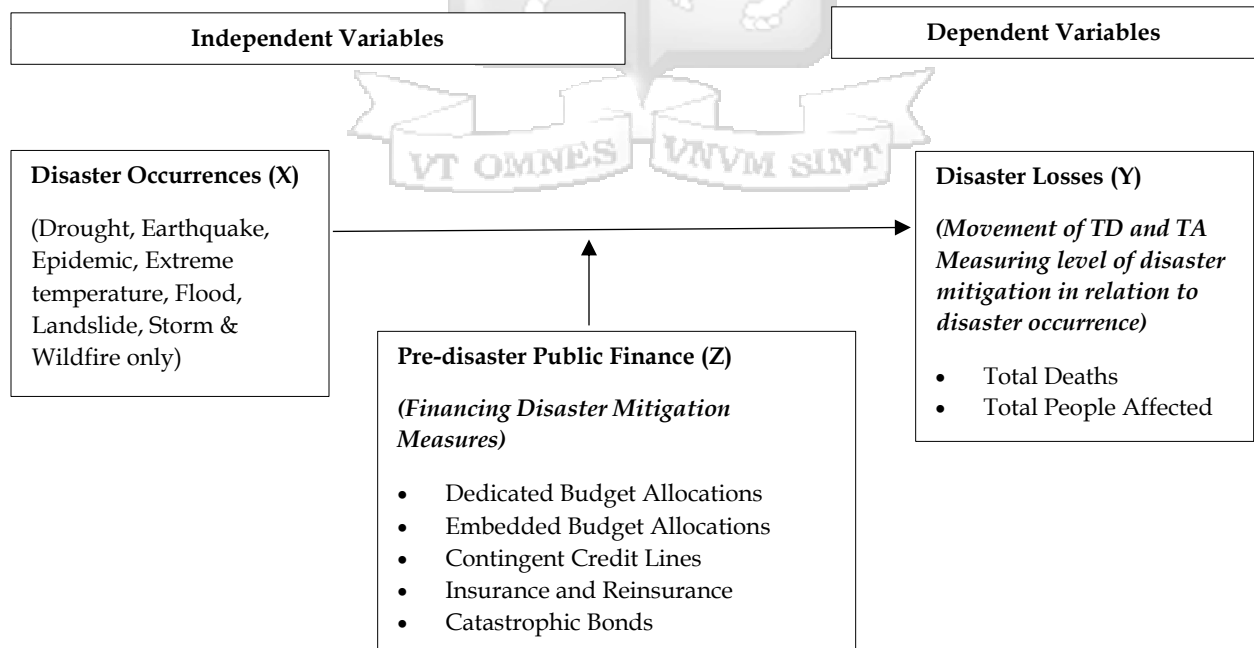 Independent Variables
Dependent Variables
VT OMNES VNVM SINT
Disaster Occurrences (X)
(Drought, Earthquake,
Epidemic, Extreme
temperature, Flood,
Landslide, Storm &
Wildfire only)
Pre-disaster Public Finance (Z)
(Financing Disaster Mitigation
Measures)
• Dedicated Budget Allocations
• Embedded Budget Allocations
• Contingent Credit Lines
• Insurance and Reinsurance
• Catastrophic Bonds
Disaster Losses (Y)
(Movement of TD and TA
Measuring level of disaster
mitigation in relation to
disaster occurrence)
• Total Deaths
• Total People Affected